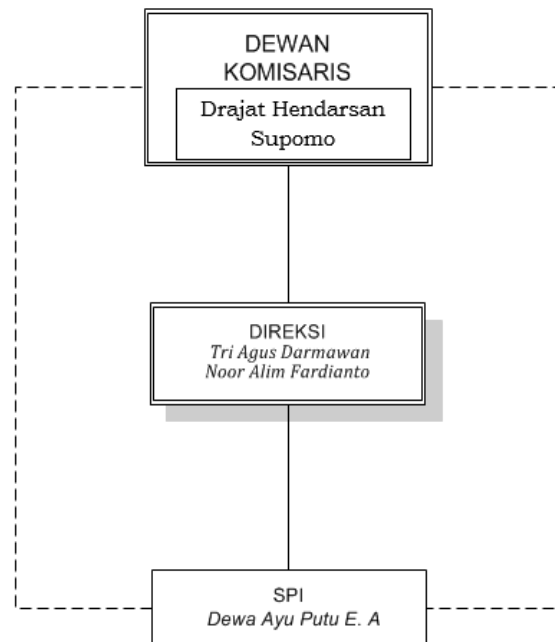 DEWAN
KOMISARIS
Drajat Hendarsan
Supomo
DIREKSI
Tri Agus Darmawan
Noor Alim Fardianto
SPI
Dewa Ayu Putu E. A